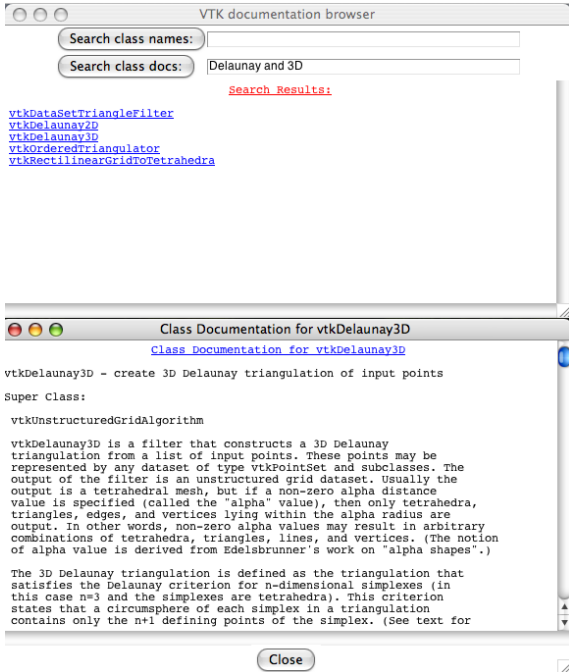 VTK documentation browser
Search class names:
Search class docs: Delaunay and 3D
Search Results:
vtkDataSetTriangleFilter
vtkDelaunay2D
vtkDelaunay3D
vtkOrderedTriangulator
vtkRectilinearGridToTetrahedra
Class Documentation for vtkDelaunay3D
Class Documentation for vtkDelaunay3D
vtkDelaunay3D - create 3D Delaunay triangulation of input points
Super Class:
vtkUnstructuredGridAlgorithm
vtkDelaunay3D is a filter that constructs a 3D Delaunay
triangulation from a list of input points. These points may be
represented by any dataset of type vtkPointSet and subclasses. The
output of the filter is an unstructured grid dataset. Usually the
output is a tetrahedral mesh, but if a non-zero alpha distance
value is specified (called the "alpha" value), then only tetrahedra,
triangles, edges, and vertices lying within the alpha radius are
output. In other words, non-zero alpha values may result in arbitrary
combinations of tetrahedra, triangles, lines, and vertices. (The notion
of alpha value is derived from Edelsbrunner's work on "alpha shapes".)
The 3D Delaunay triangulation is defined as the triangulation that
satisfies the Delaunay criterion for n-dimensional simplexes (in
this case n=3 and the simplexes are tetrahedra). This criterion
states that a circumsphere of each simplex in a triangulation
contains only the n+1 defining points of the simplex. (See text for
Close